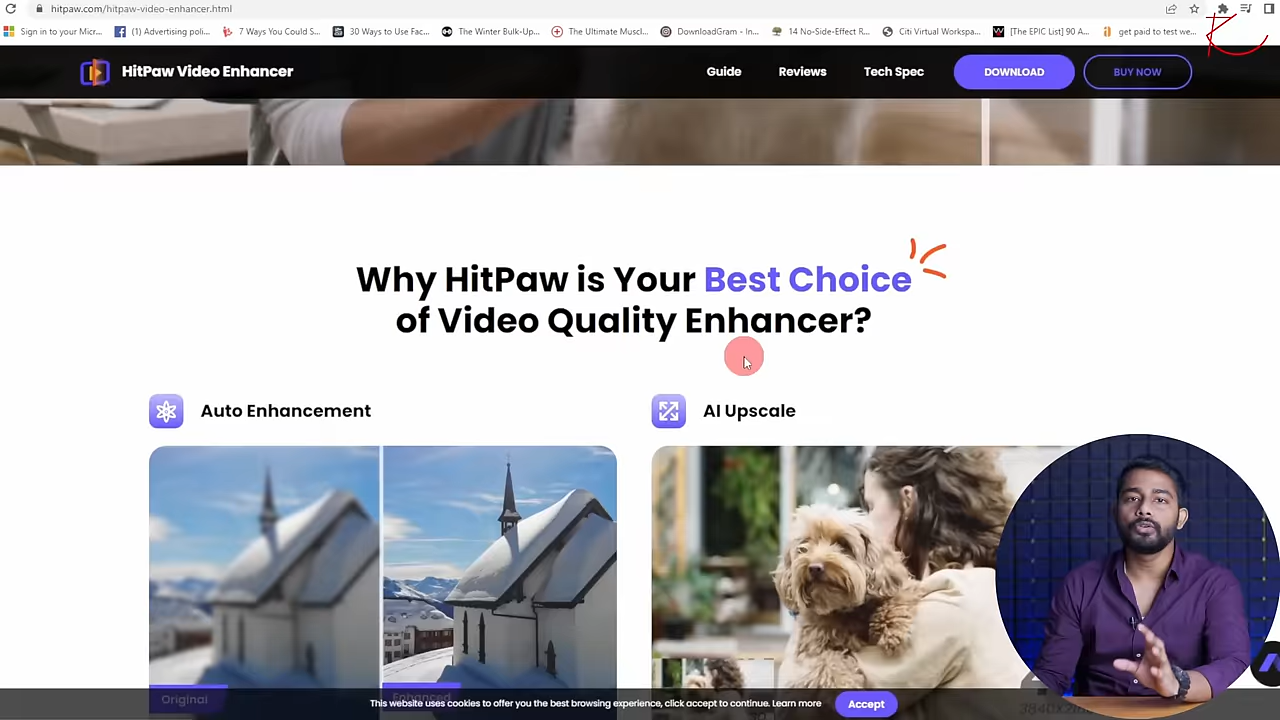 hitpaw.com/hitpaw-video-enhancer.html
Sign in to your Micr...
(1) Advertising poli...
7 Ways You Could S...
30 Ways to Use Fac...
The Winter Bulk-Up...
The Ultimate Muscl...
DownloadGram - In...
14 No-Side-Effect R...
Citi Virtual Workspa...
[The EPIC List] 90 A...
get paid to test we...
HitPaw Video Enhancer
Guide
Reviews
Tech Spec
DOWNLOAD
BUY NOW
Why HitPaw is Your Best Choice
of Video Quality Enhancer?
Auto Enhancement
AI Upscale
Original
Enhanced
This website uses cookies to offer you the best browsing experience, click accept to continue. Learn more
Accept